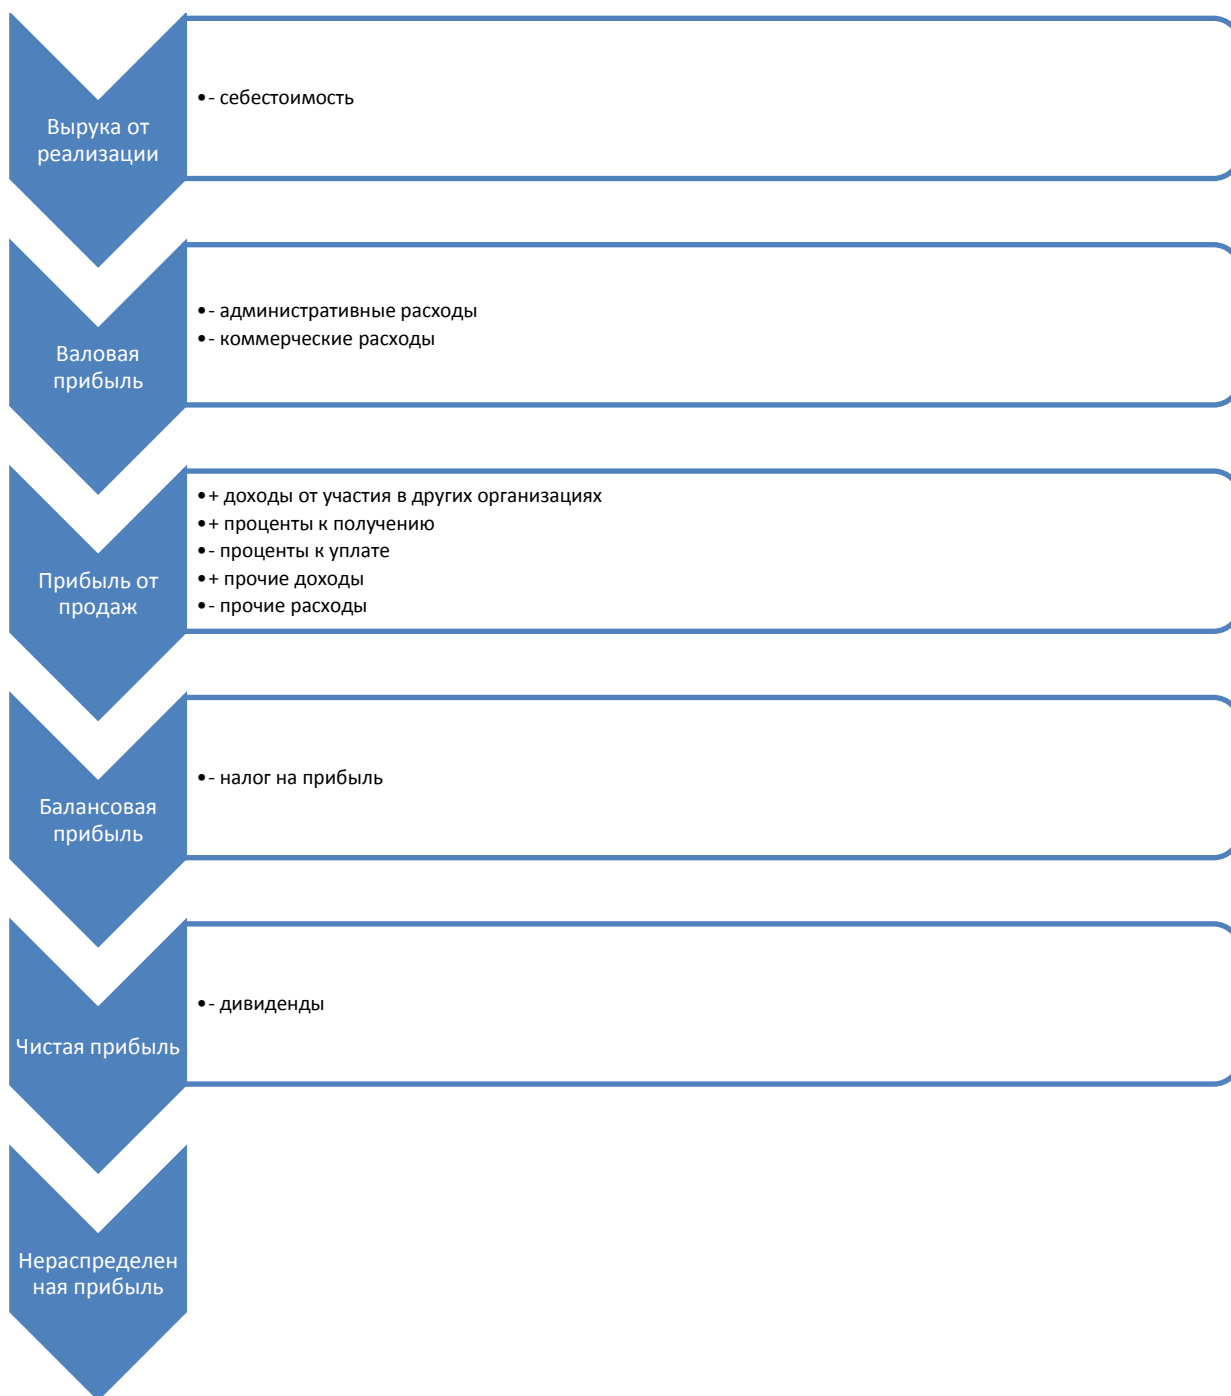 Вырука от
реализации
•- себестоимость
Валовая
прибыль
•- административные расходы
•- коммерческие расходы
Прибыль от
продаж
•+ доходы от участия в других организациях
•+ проценты к получению
•- проценты к уплате
•+ прочие доходы
•- прочие расходы
Балансовая
прибыль
•- налог на прибыль
Чистая прибыль
•- дивиденды
Нераспределен
ная прибыль